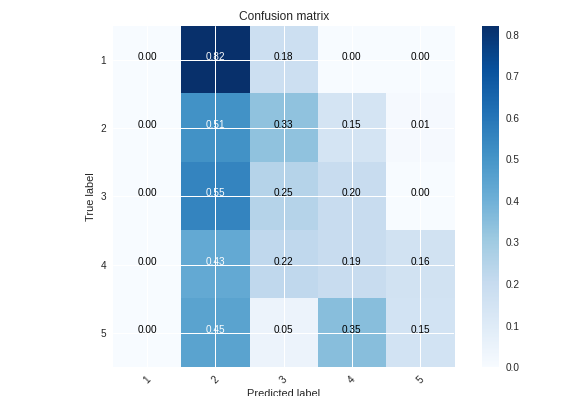 Confusion matrix
0.8
1 0.00 0.82 0.18 0.00 0.00
0.7
0.6
2 0.00 0.51 0.33 0.15 0.01
0.5
True label
3 0.00 0.55 0.25 0.20 0.00
0.4
0.3
4 0.00 0.43 0.22 0.19 0.16
0.2
5 0.00 0.45 0.05 0.35 0.15
0.1
0.0
1 2 3 4 5
Predicted label